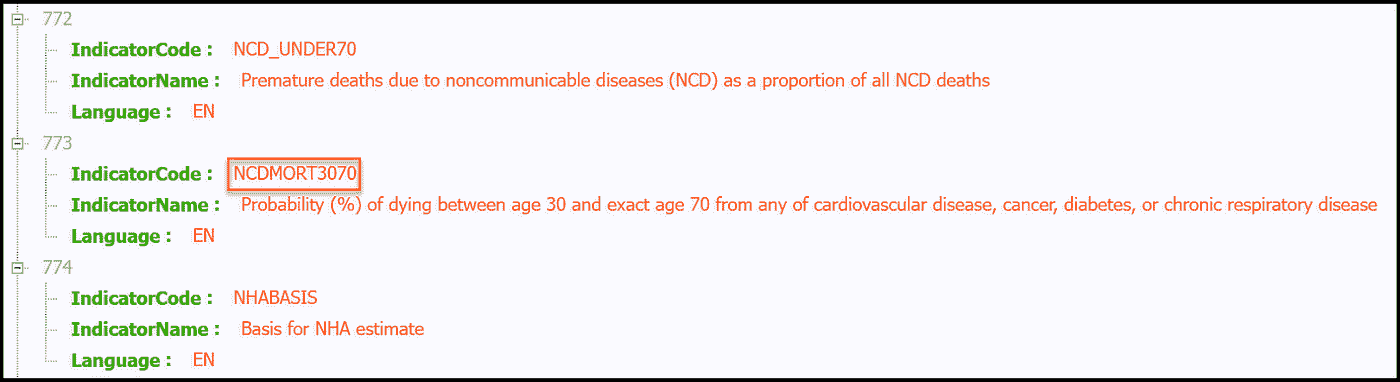 772
IndicatorCode : NCD_UNDER70
IndicatorName : Premature deaths due to noncommunicable diseases (NCD) as a proportion of all NCD deaths
Language : EN
773
IndicatorCode : NCDMORT3070
IndicatorName : Probability (%) of dying between age 30 and exact age 70 from any of cardiovascular disease, cancer, diabetes, or chronic respiratory disease
Language : EN
774
IndicatorCode : NHABASIS
IndicatorName : Basis for NHA estimate
Language : EN